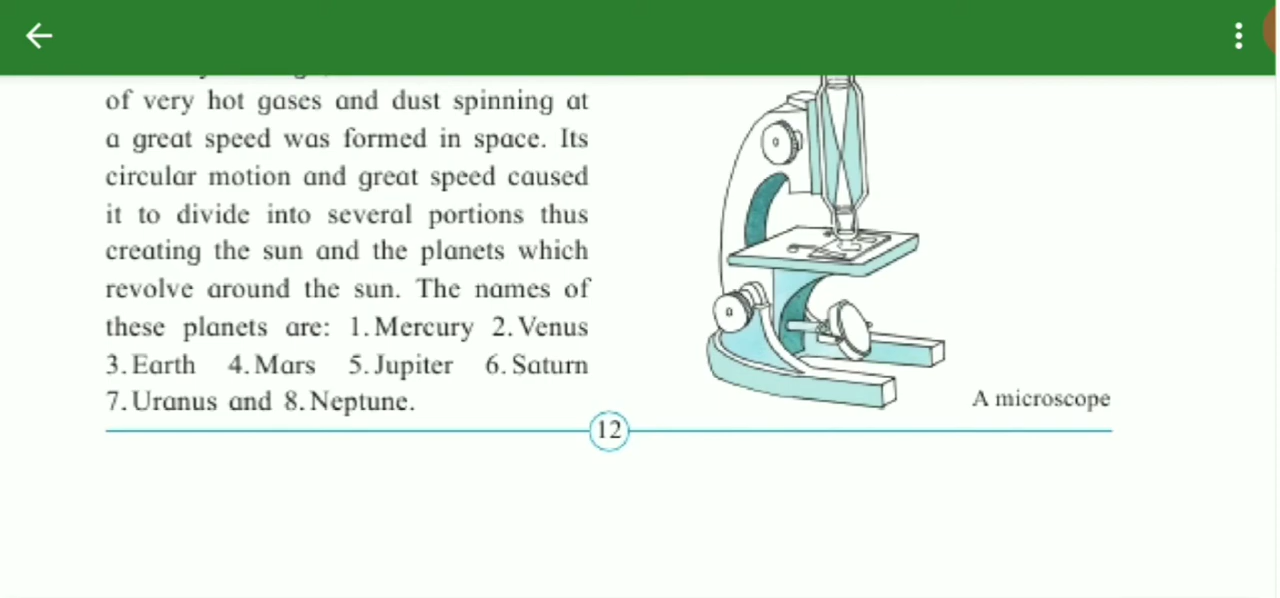 of very hot gases and dust spinning at
a great speed was formed in space. Its
circular motion and great speed caused
it to divide into several portions thus
creating the sun and the planets which
revolve around the sun. The names of
these planets are: 1. Mercury 2. Venus
3. Earth 4. Mars 5. Jupiter 6. Saturn
7. Uranus and 8. Neptune.
A microscope
12